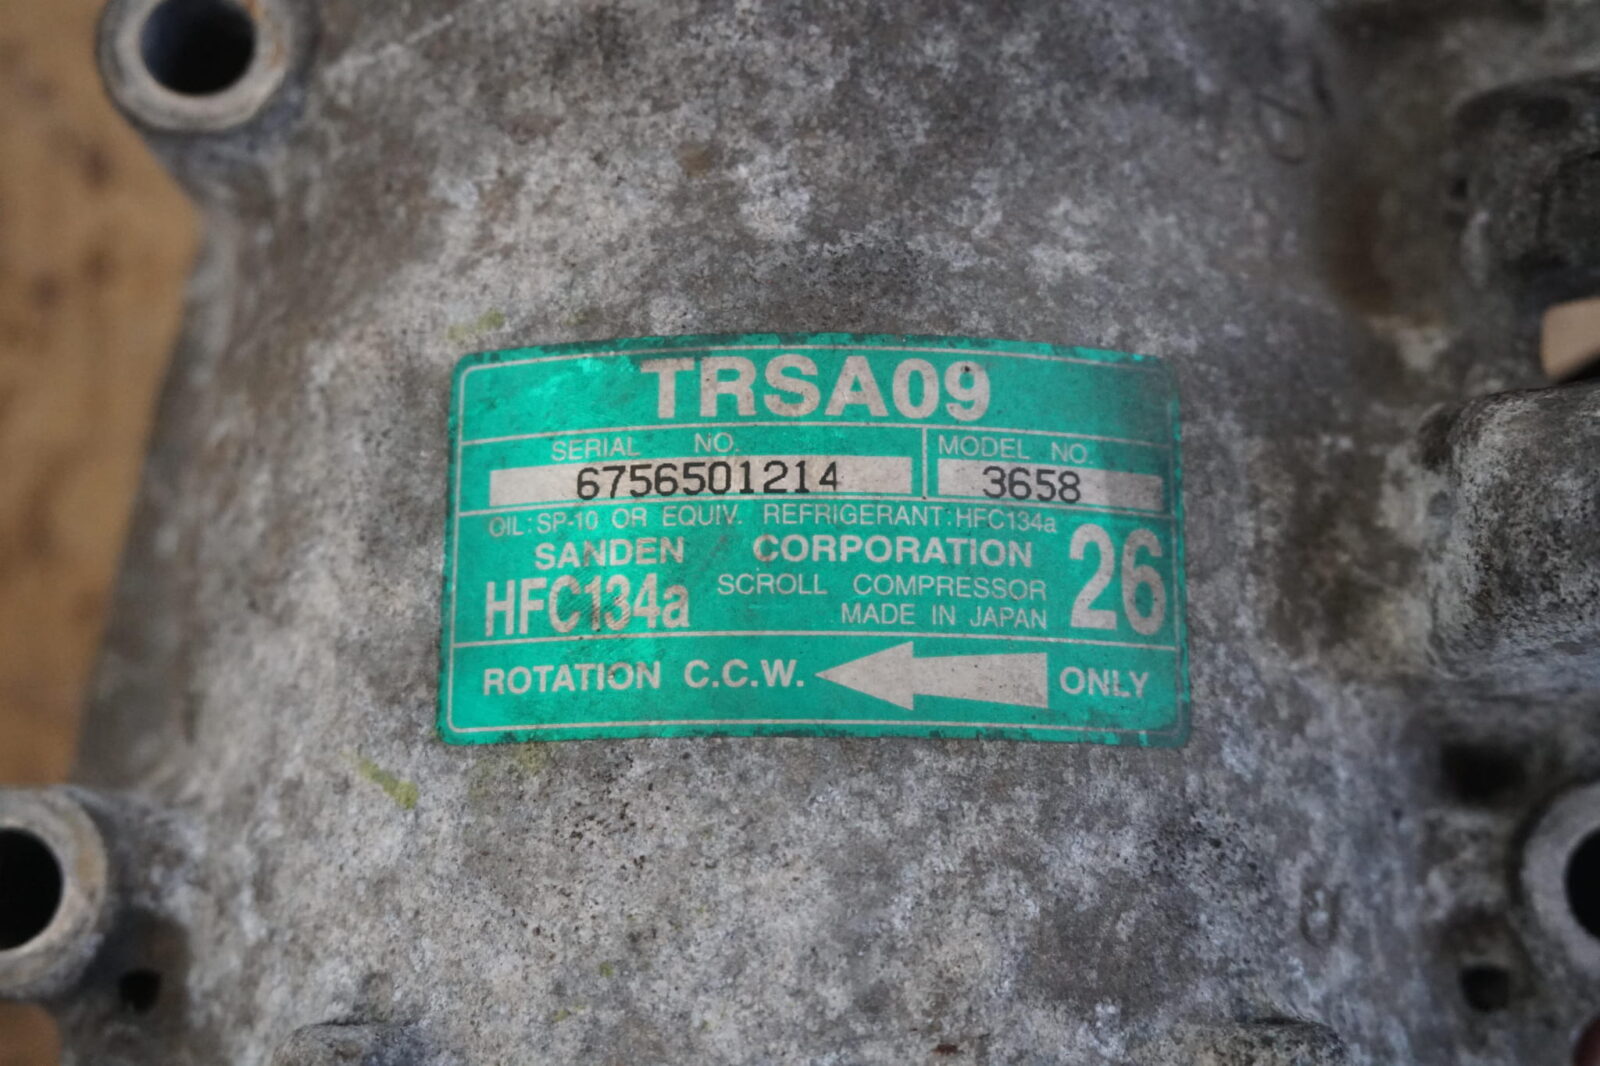 TRSA09
SERIAL NO. MODEL NO.
6756501214 3658
OIL: SP-10 OR EQUIV. REFRIGERANT: HFC134a
SANDEN CORPORATION 26
HFC134a SCROLL COMPRESSOR
MADE IN JAPAN
ROTATION C.C.W. ONLY